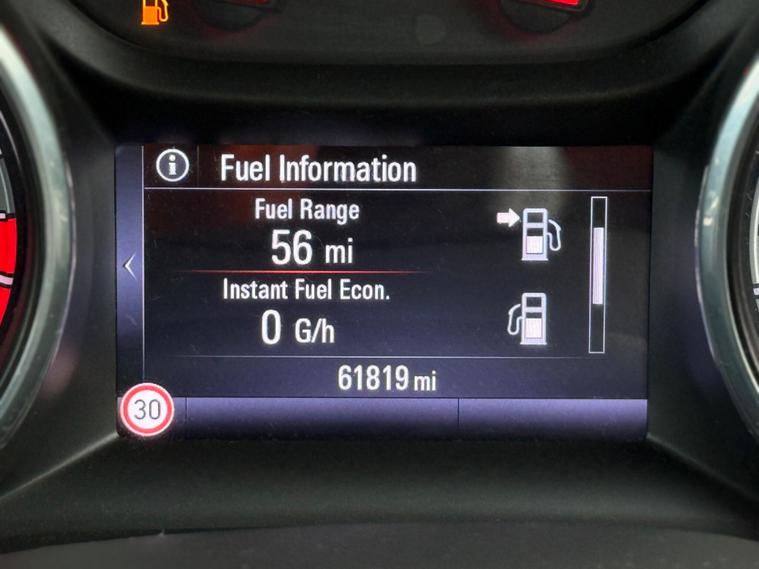 Fuel Information
Fuel Range
56 mi
Instant Fuel Econ.
0 G/h
61819 mi
30